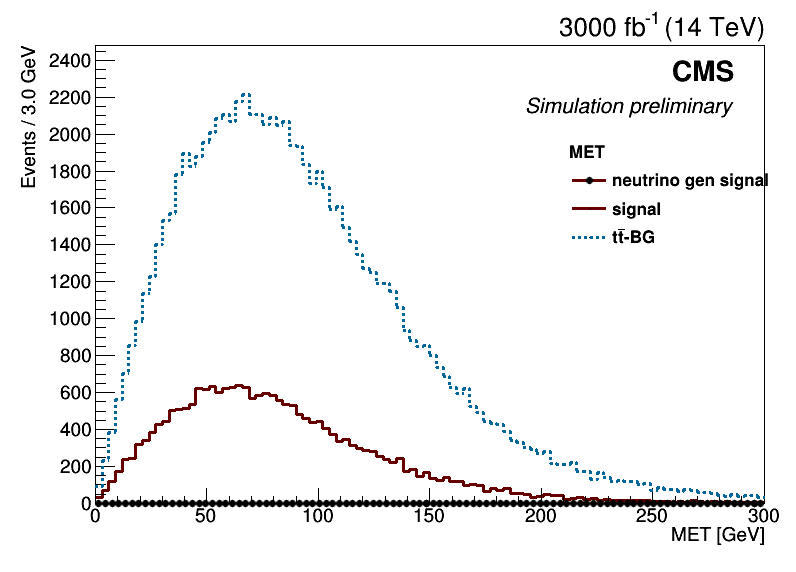 3000 fb-1 (14 TeV)
CMS
Simulation preliminary
MET
neutrino gen signal
signal
tt̄-BG
Events / 3.0 GeV
2400
2200
2000
1800
1600
1400
1200
1000
800
600
400
200
0
0 50 100 150 200 250 300
MET [GeV]